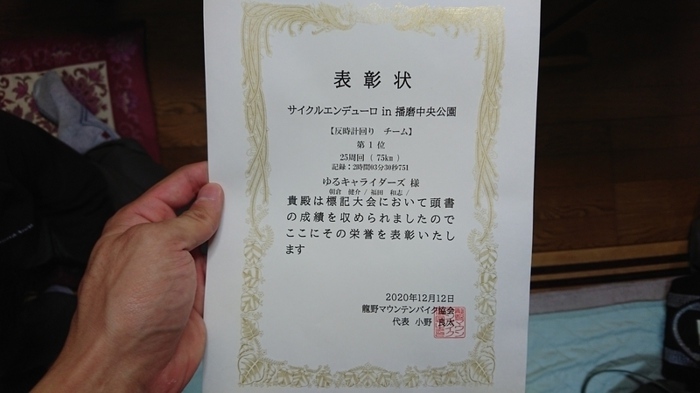 表彰状
サイクルエンデューロ in 播磨中央公園
【反時計回り　チーム】
第１位
25周回（75km）
記録：2時間03分30秒751
ゆるキャライダーズ 様
朝倉　健介 / 福田　和志 /
貴殿は標記大会において頭書
の成績を収められましたので
ここにその栄誉を表彰いたし
ます
2020年12月12日
龍野マウンテンバイク協会
代表　小野　良太